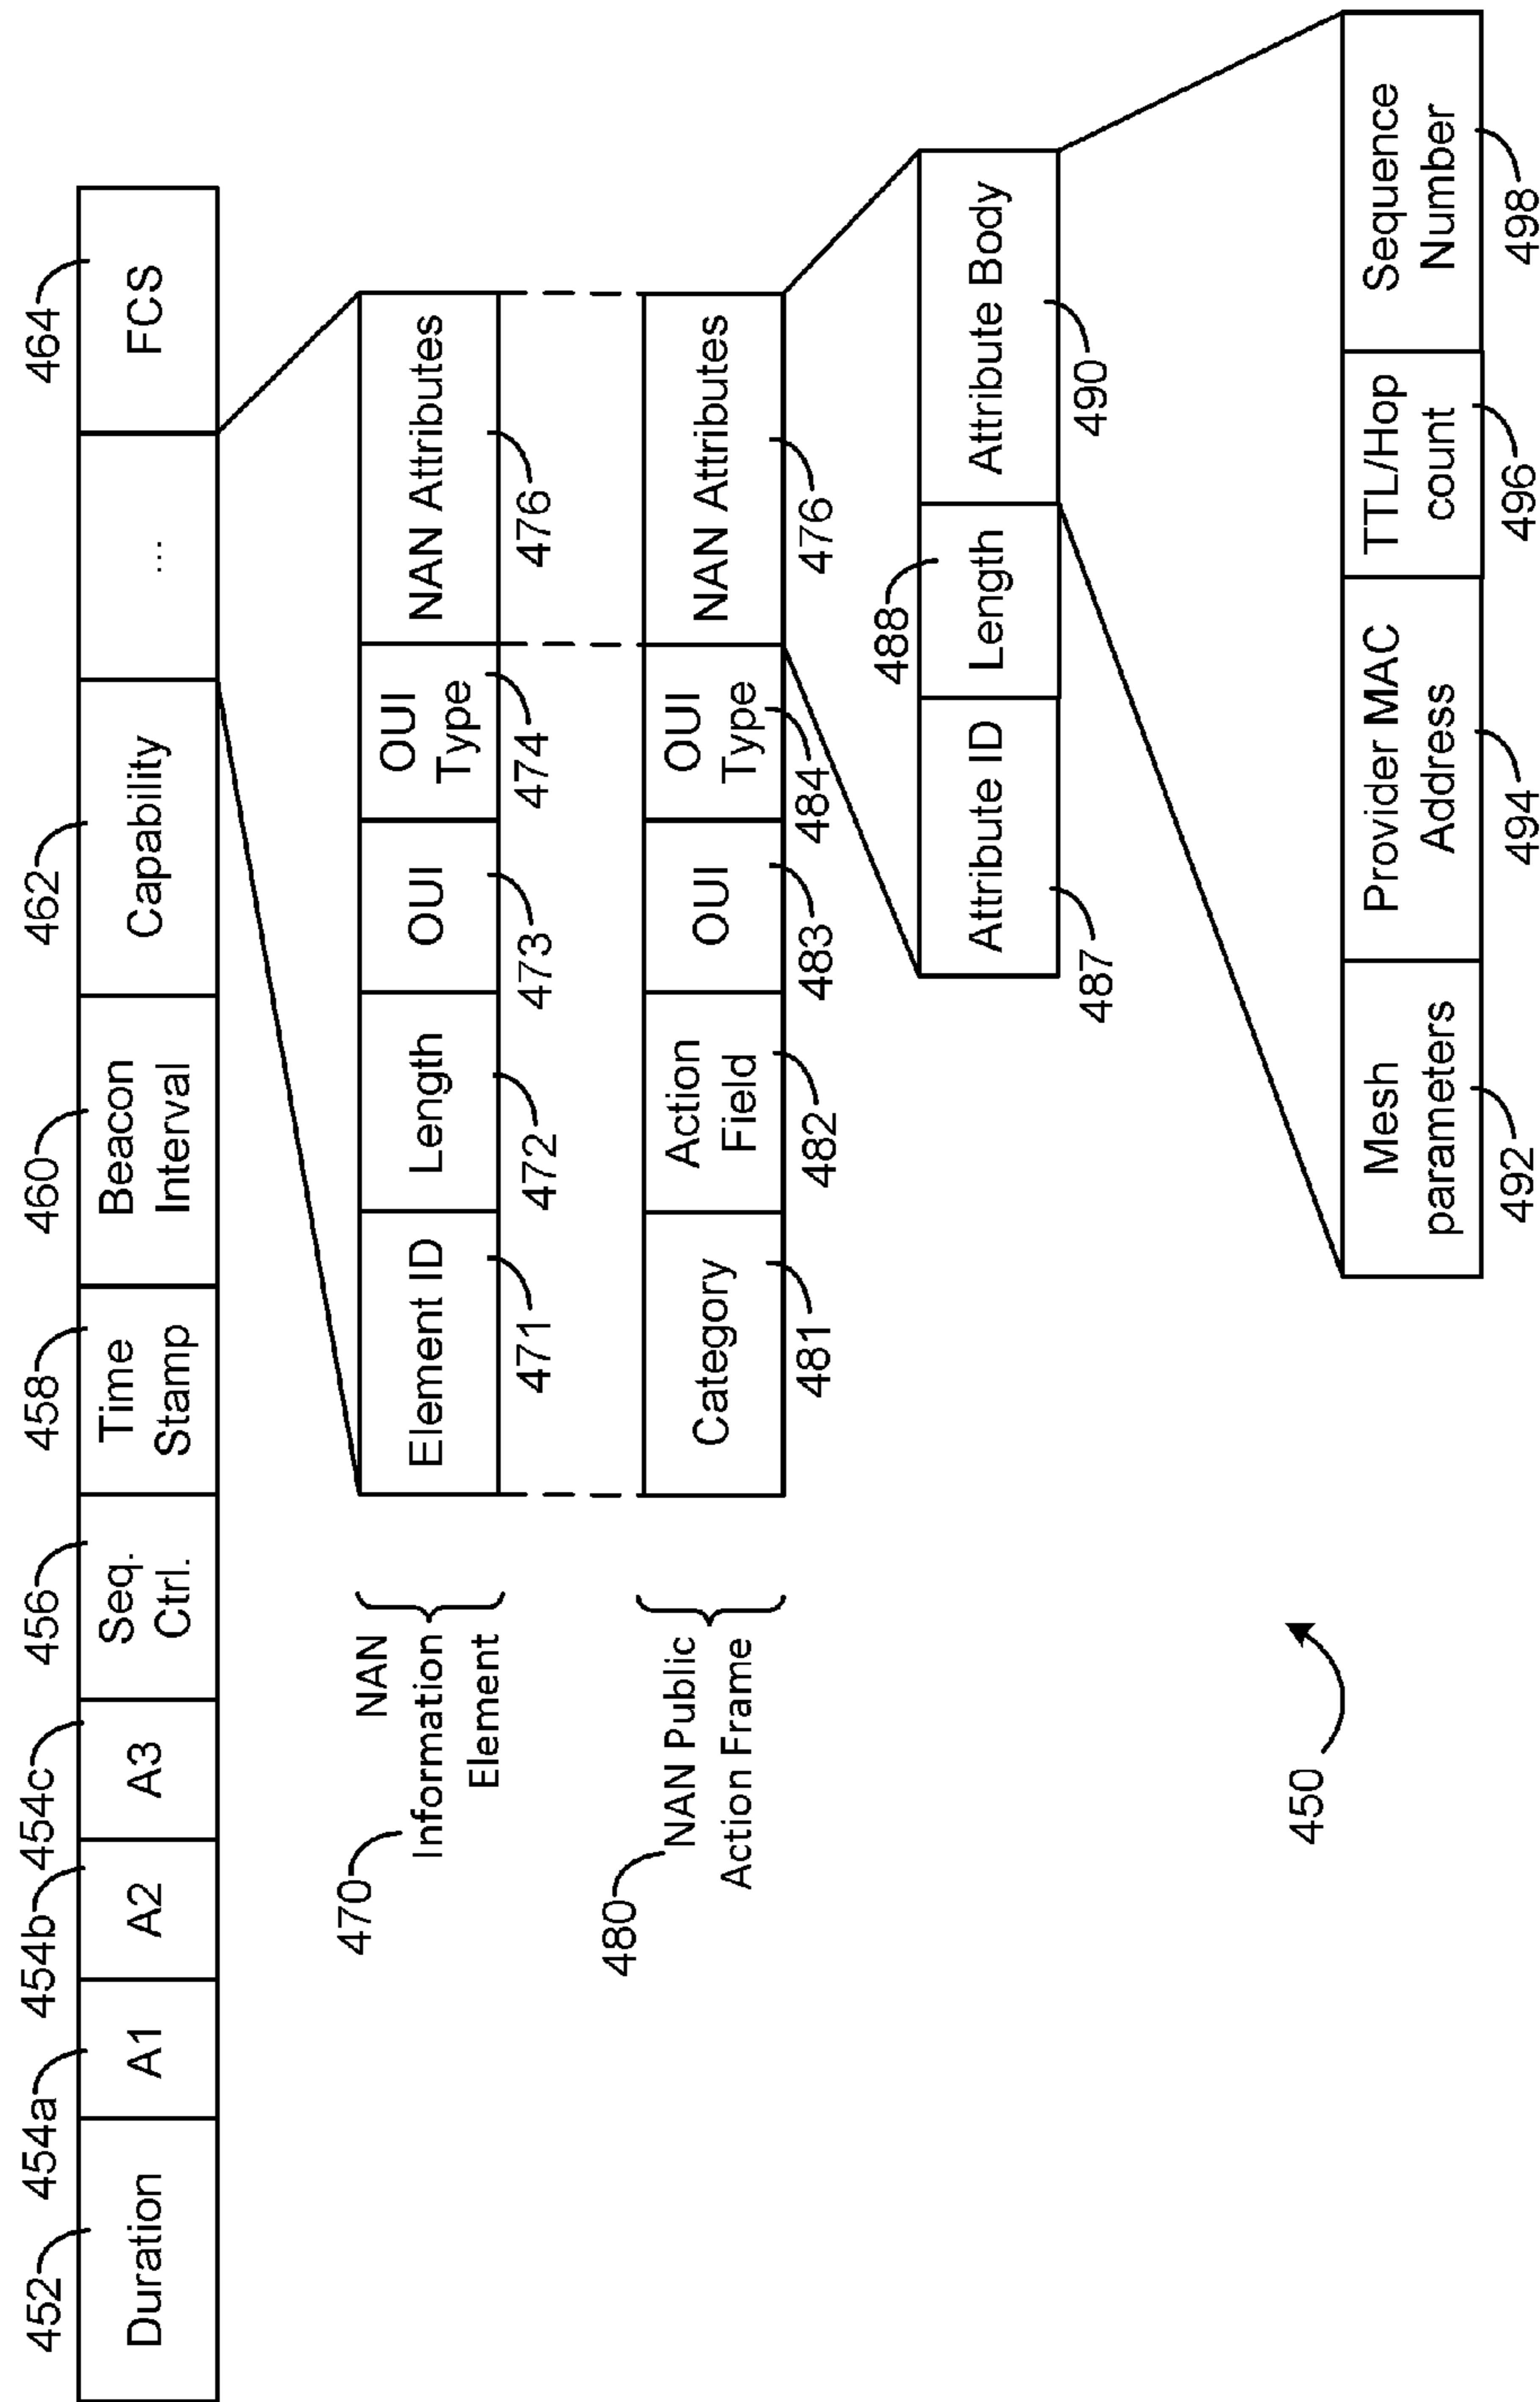 452
454a
454b
454c
456
458
460
462
464
Duration
A1
A2
A3
Seq.
Ctrl.
Time
Stamp
Beacon
Interval
Capability
...
FCS
470
NAN
Information
Element
Element ID
Length
OUI
OUI
Type
NAN Attributes
471
472
473
474
476
480
NAN Public
Action Frame
Category
Action
Field
OUI
OUI
Type
NAN Attributes
481
482
483
484
476
488
Attribute ID
Length
Attribute Body
487
490
450
Mesh
parameters
Provider MAC
Address
TTL/Hop
count
Sequence
Number
492
494
496
498